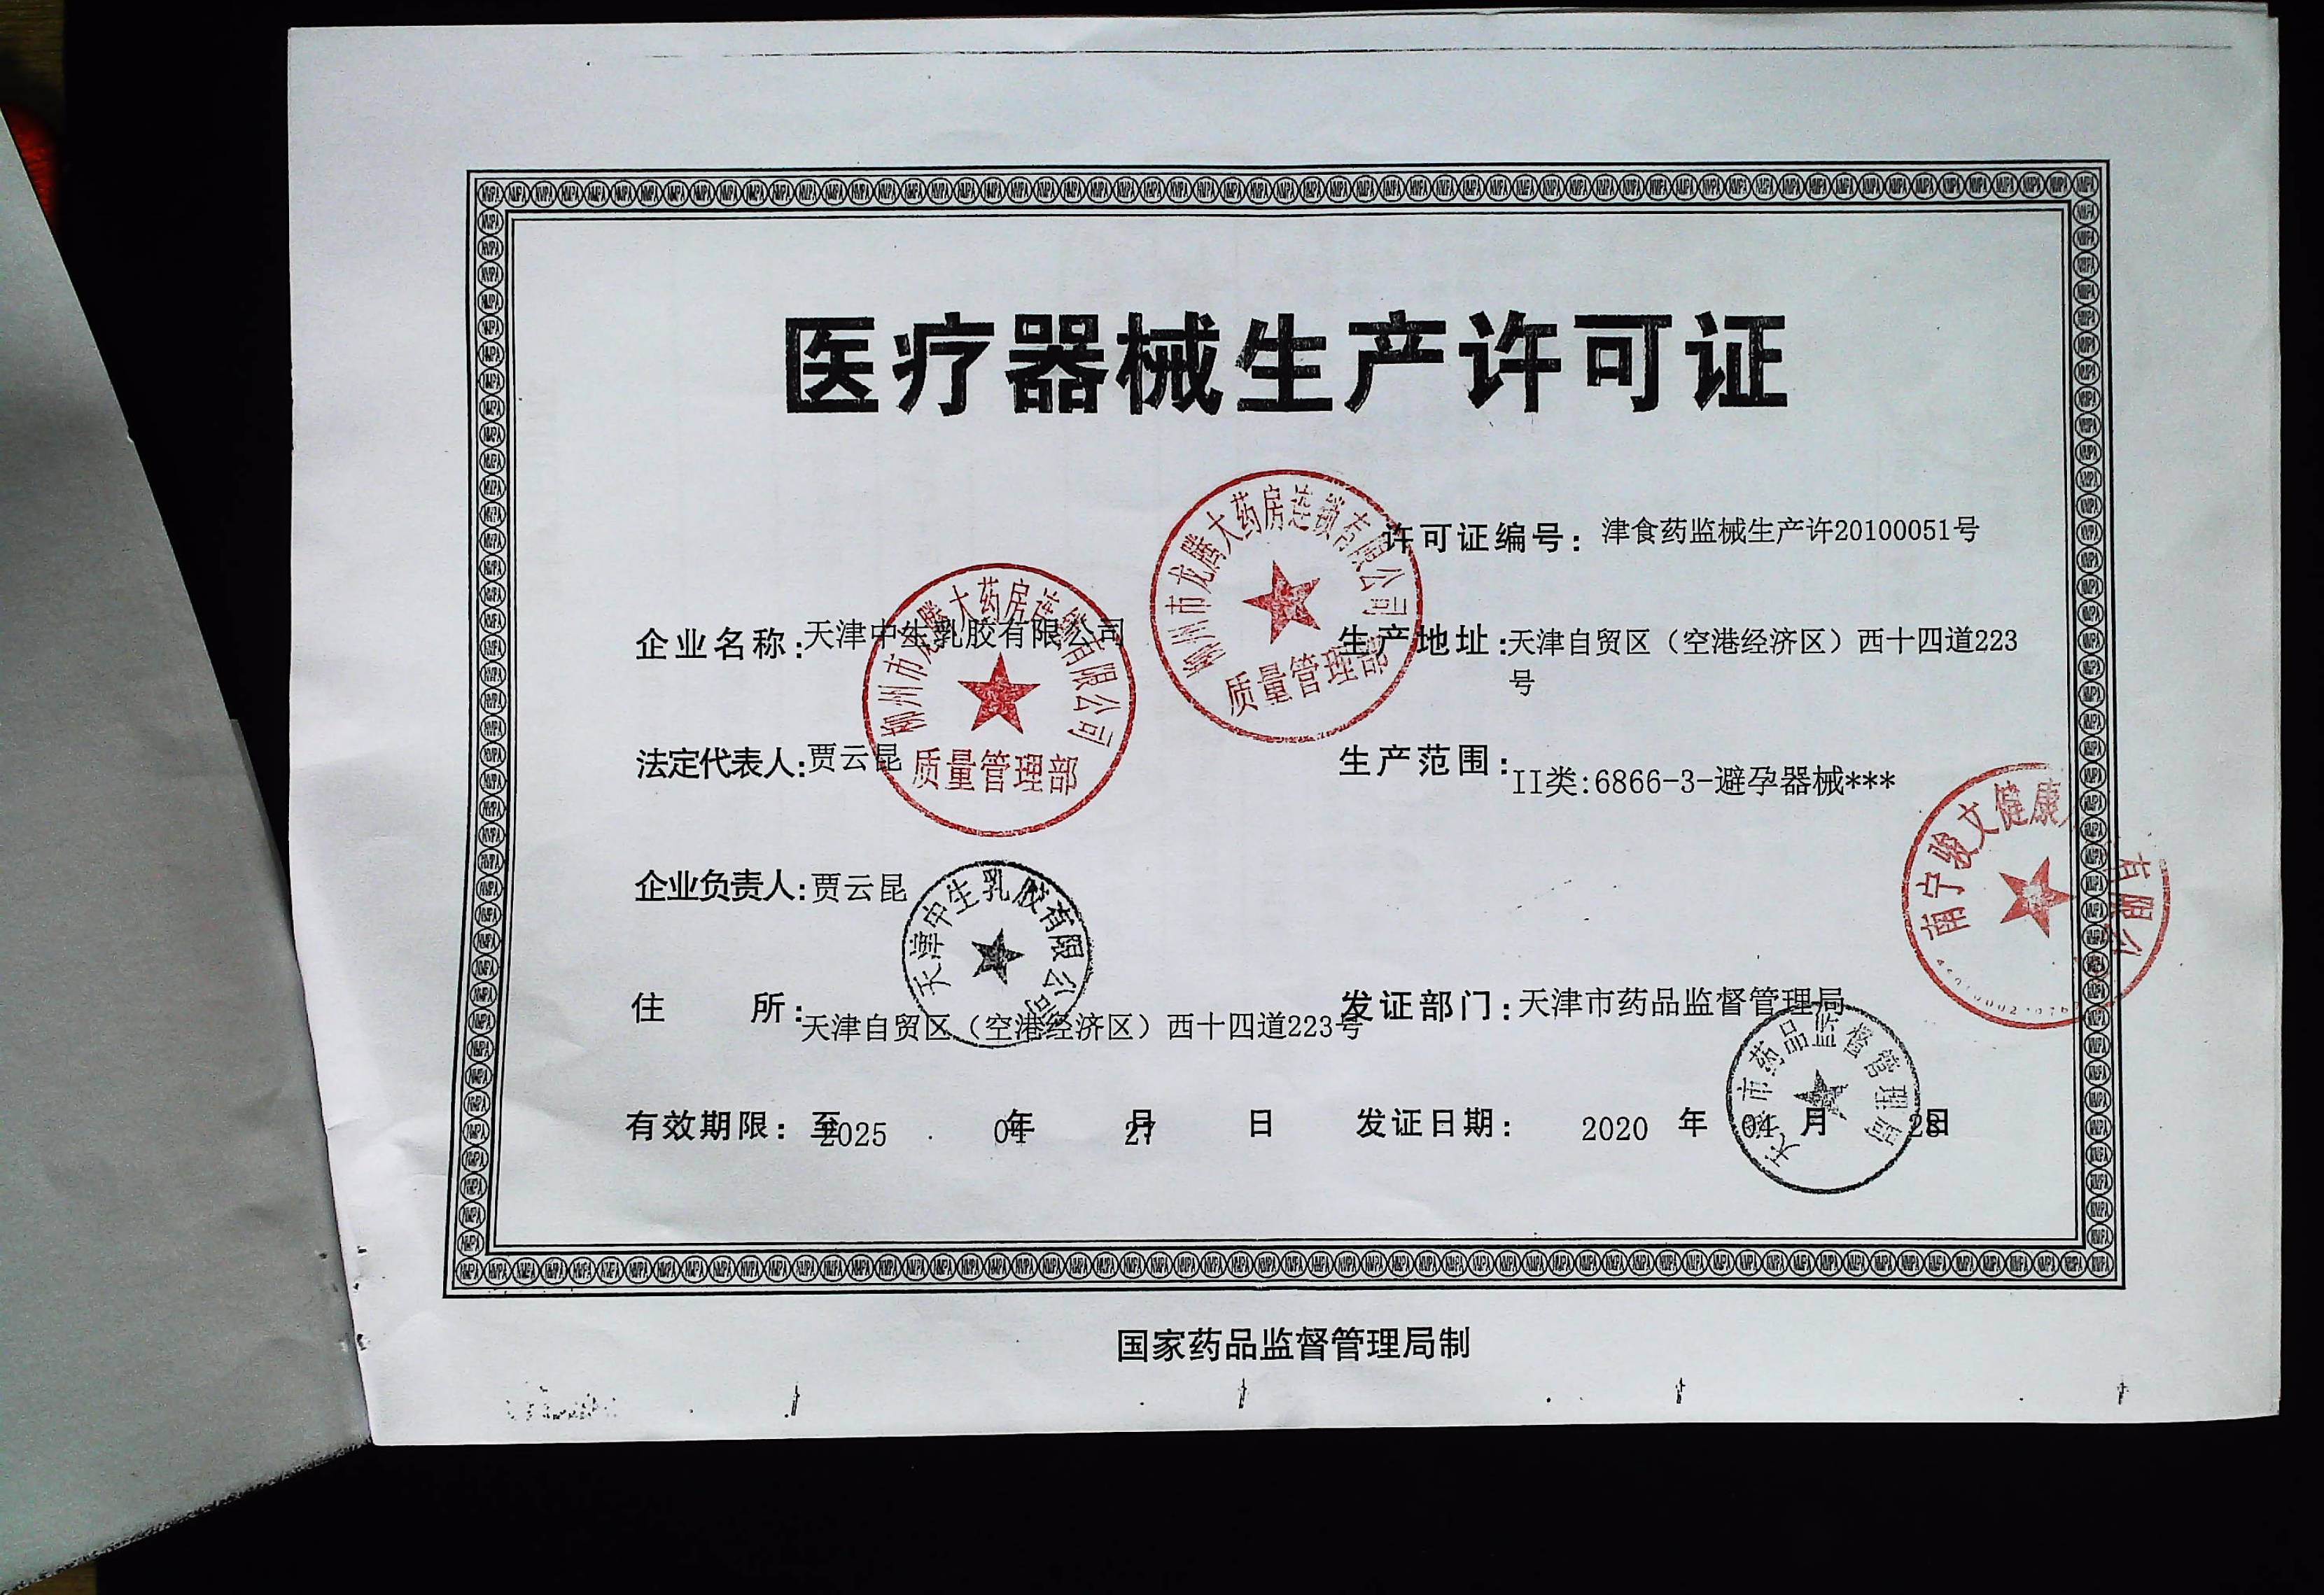 医疗器械生产许可证
许可证编号：津食药监械生产许20100051号
企业名称：天津中生乳胶有限公司
生产地址：天津自贸区（空港经济区）西十四道223
号
法定代表人：贾云昆
生产范围：II类:6866-3-避孕器械***
企业负责人：贾云昆
住 所：天津自贸区（空港经济区）西十四道223号
发证部门：天津市药品监督管理局
有效期限：至2025 年04 月27 日
发证日期：2020 年 04 月 28日
国家药品监督管理局制
柳州市龙腾大药房连锁有限公司
质量管理部
柳州市龙腾大药房连锁有限公司
质量管理部
天津中生乳胶有限公司
天津市药品监督管理局
南宁骏文健康
有限公